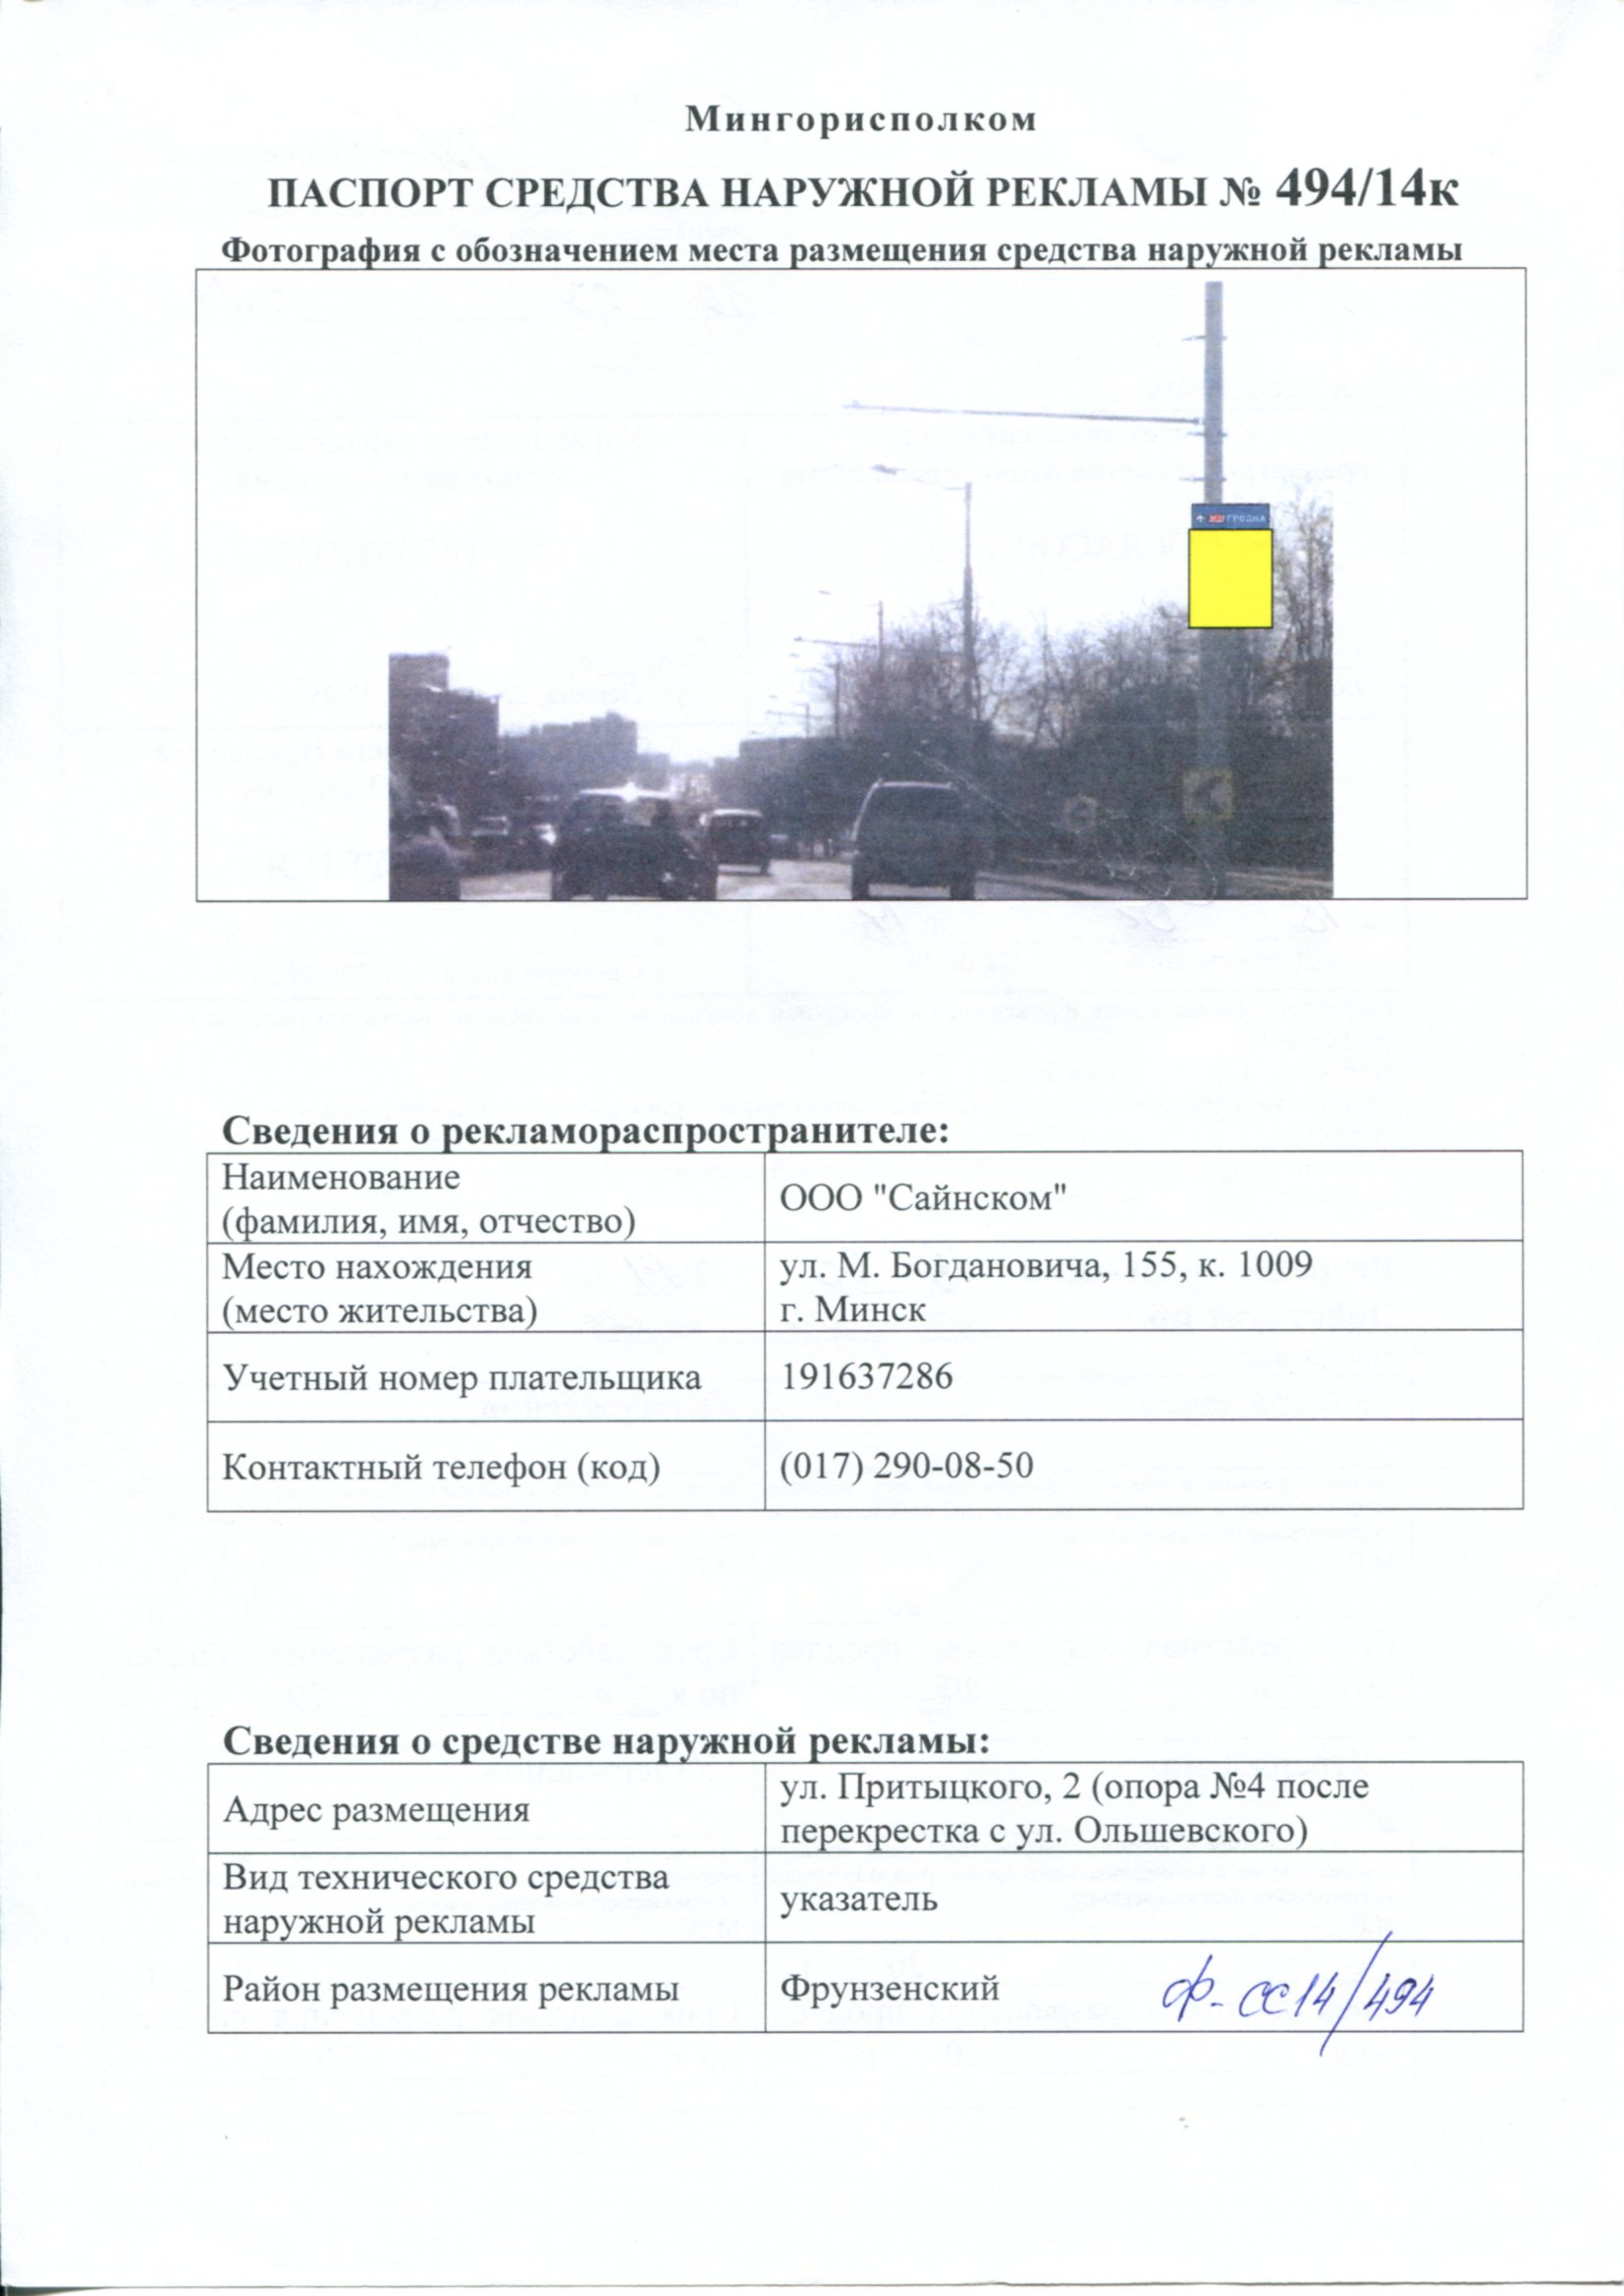 Мингорисполком
ПАСПОРТ СРЕДСТВА НАРУЖНОЙ РЕКЛАМЫ № 494/14к
Фотография с обозначением места размещения средства наружной рекламы
ГРОДНА
Сведения о рекламораспространителе:
Наименование
(фамилия, имя, отчество)
ООО "Сайнском"
Место нахождения
(место жительства)
ул. М. Богдановича, 155, к. 1009
г. Минск
Учетный номер плательщика
191637286
Контактный телефон (код)
(017) 290-08-50
Сведения о средстве наружной рекламы:
Адрес размещения
ул. Притыцкого, 2 (опора №4 после
перекрестка с ул. Ольшевского)
Вид технического средства
наружной рекламы
указатель
Район размещения рекламы
Фрунзенский
ф-сс14/494